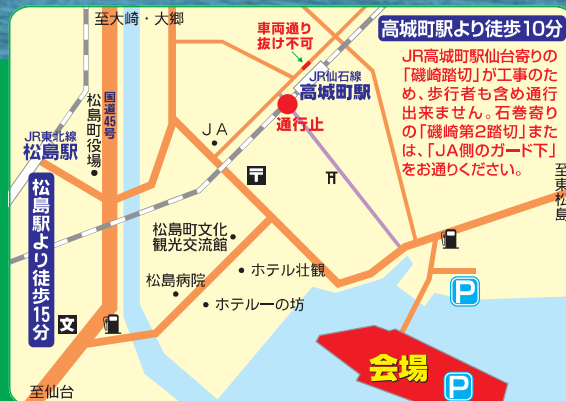 至大崎・大郷
車両通り
抜け不可
高城町駅より徒歩10分
JR仙石線
高城町駅
通行止
JR高城町駅仙台寄りの
「磯崎踏切」が工事のた
め、歩行者も含め通行
出来ません。石巻寄り
の「磯崎第2踏切」また
は、「JA側のガード下」
をお通りください。
国道45号
JR東北線
松島駅
松島町役場
JA
〒
至東松島
松島駅より徒歩15分
松島町文化
観光交流館
ホテル壮観
松島病院
ホテル一の坊
文
P
会場
P
至仙台